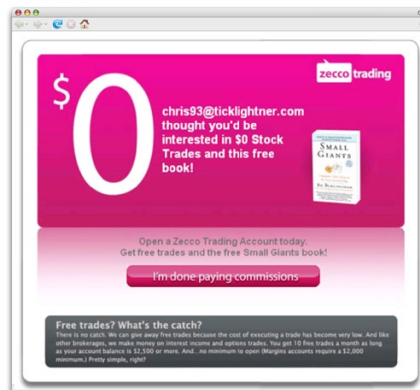 zecco trading
$0
chris93@ticklightner.com
thought you'd be
interested in $0 Stock
Trades and this free
book!
SMALL
GIANTS
Open a Zecco Trading Account today.
Get free trades and the free Small Giants book!
I'm done paying commissions
Free trades? What's the catch?
There is no catch. We can give away free trades because the cost of executing a trade has become very low. And like
other brokerages, we make money on interest income and options trades. You get 10 free trades a month as long
as your account balance is $2,500 or more. And... no minimum to open (Margins accounts require a $2,000
minimum.) Pretty simple, right?